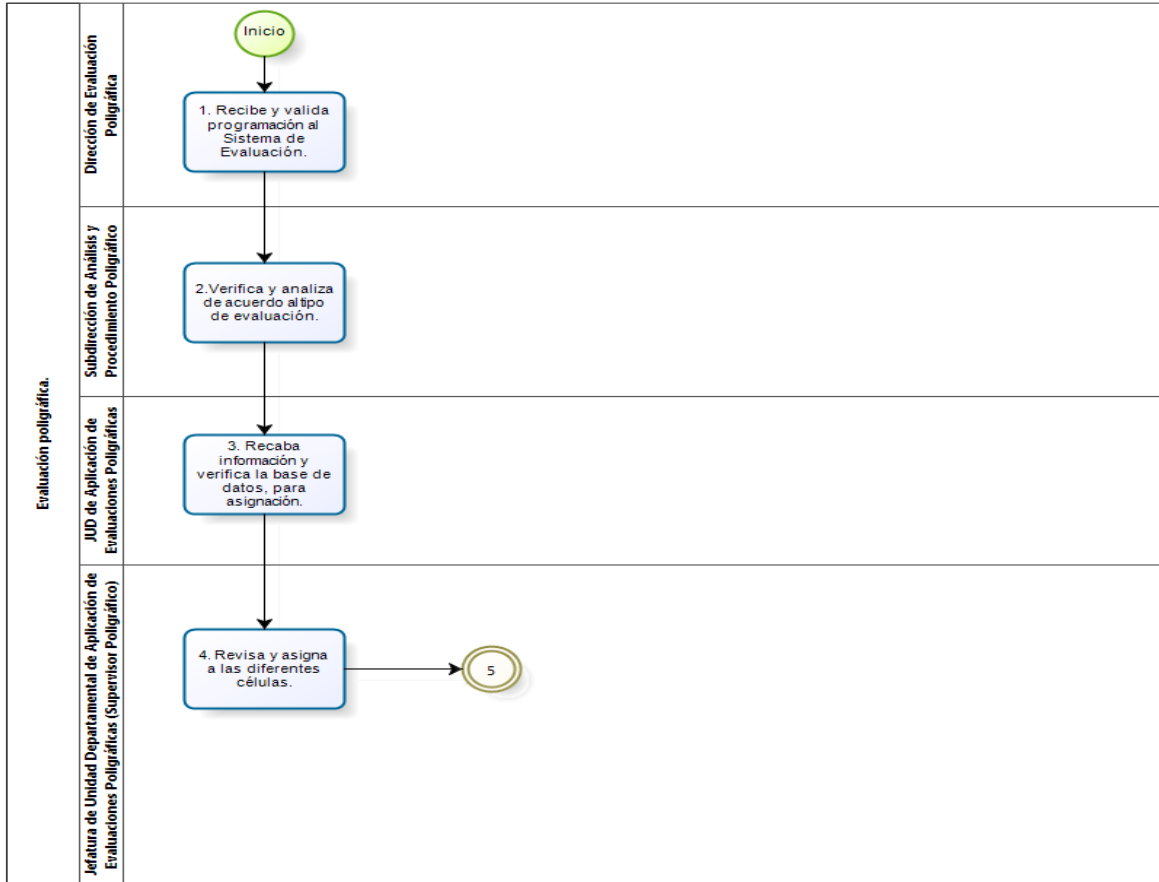 Evaluación poligráfica.
Dirección de Evaluación
Poligráfica
Inicio
1. Recibe y valida
programación al
Sistema de
Evaluación.
Subdirección de Análisis y
Procedimiento Poligráfico
2.Verifica y analiza
de acuerdo al tipo
de evaluación.
JUD de Aplicación de
Evaluaciones Poligráficas
3. Recaba
información y
verifica la base de
datos, para
asignación.
Jefatura de Unidad Departamental de Aplicación de
Evaluaciones Poligráficas (Supervisor Poligráfico)
4. Revisa y asigna
a las diferentes
células.
5